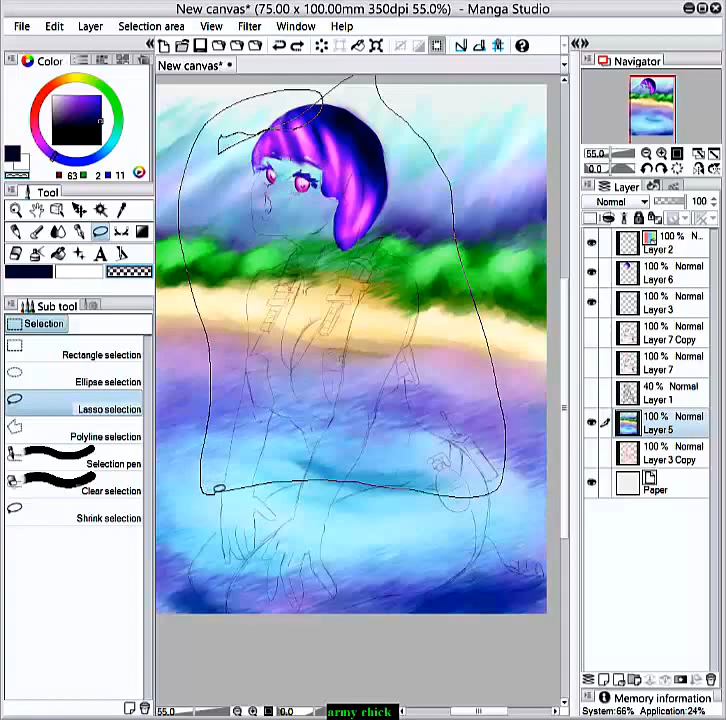 New canvas* (75.00 x 100.00mm 350dpi 55.0%) - Manga Studio
File Edit Layer Selection area View Filter Window Help
New canvas*
Color
63 2 11
Tool
Sub tool
Selection
Rectangle selection
Ellipse selection
Lasso selection
Polyline selection
Selection pen
Clear selection
Shrink selection
Navigator
55.0
0.0
Layer
Normal 100
100 % N...
Layer 2
100 % Normal
Layer 6
100 % Normal
Layer 3
100 % Normal
Layer 7 Copy
100 % Normal
Layer 7
40 % Normal
Layer 1
100 % Normal
Layer 5
100 % Normal
Layer 3 Copy
Paper
Memory information
System:66% Application:24%
55.0 0.0
army chick